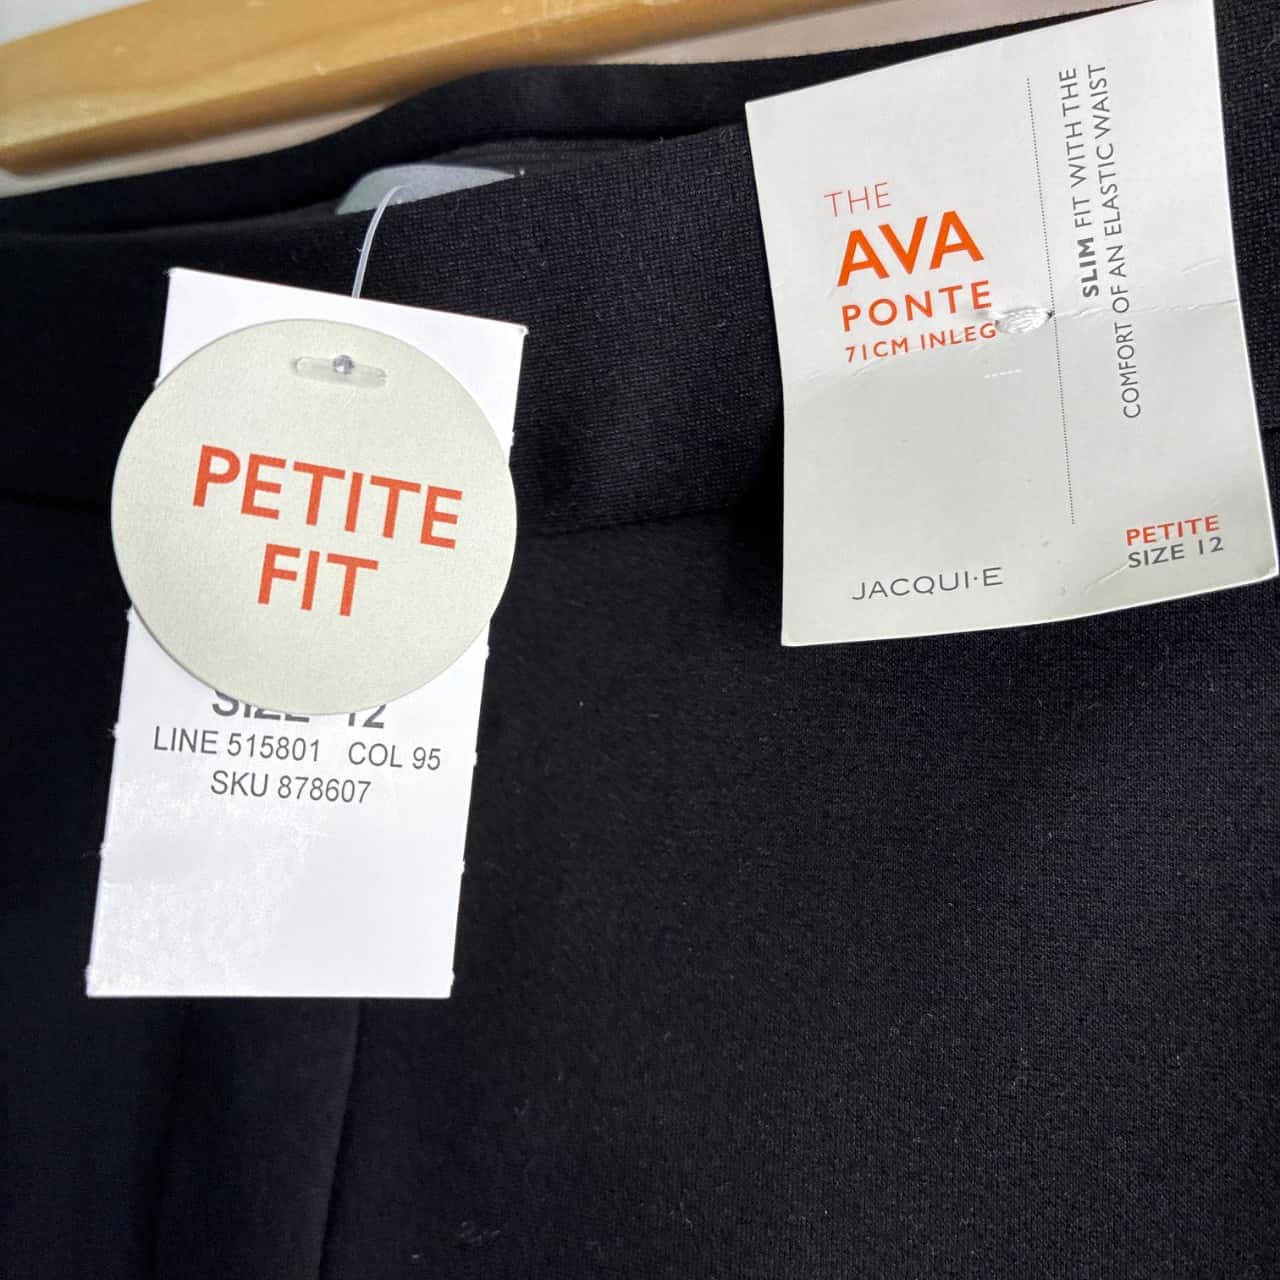 PETITE
FIT
SIZE 12
LINE 515801 COL 95
SKU 878607
THE
AVA
PONTE
71CM INLEG
SLIM FIT WITH THE
COMFORT OF AN ELASTIC WAIST
PETITE
SIZE 12
JACQUI·E